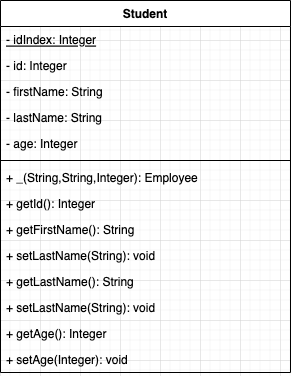 Student
- idIndex: Integer
- id: Integer
- firstName: String
- lastName: String
- age: Integer
+ _(String,String,Integer): Employee
+ getId(): Integer
+ getFirstName(): String
+ setLastName(String): void
+ getLastName(): String
+ setLastName(String): void
+ getAge(): Integer
+ setAge(Integer): void